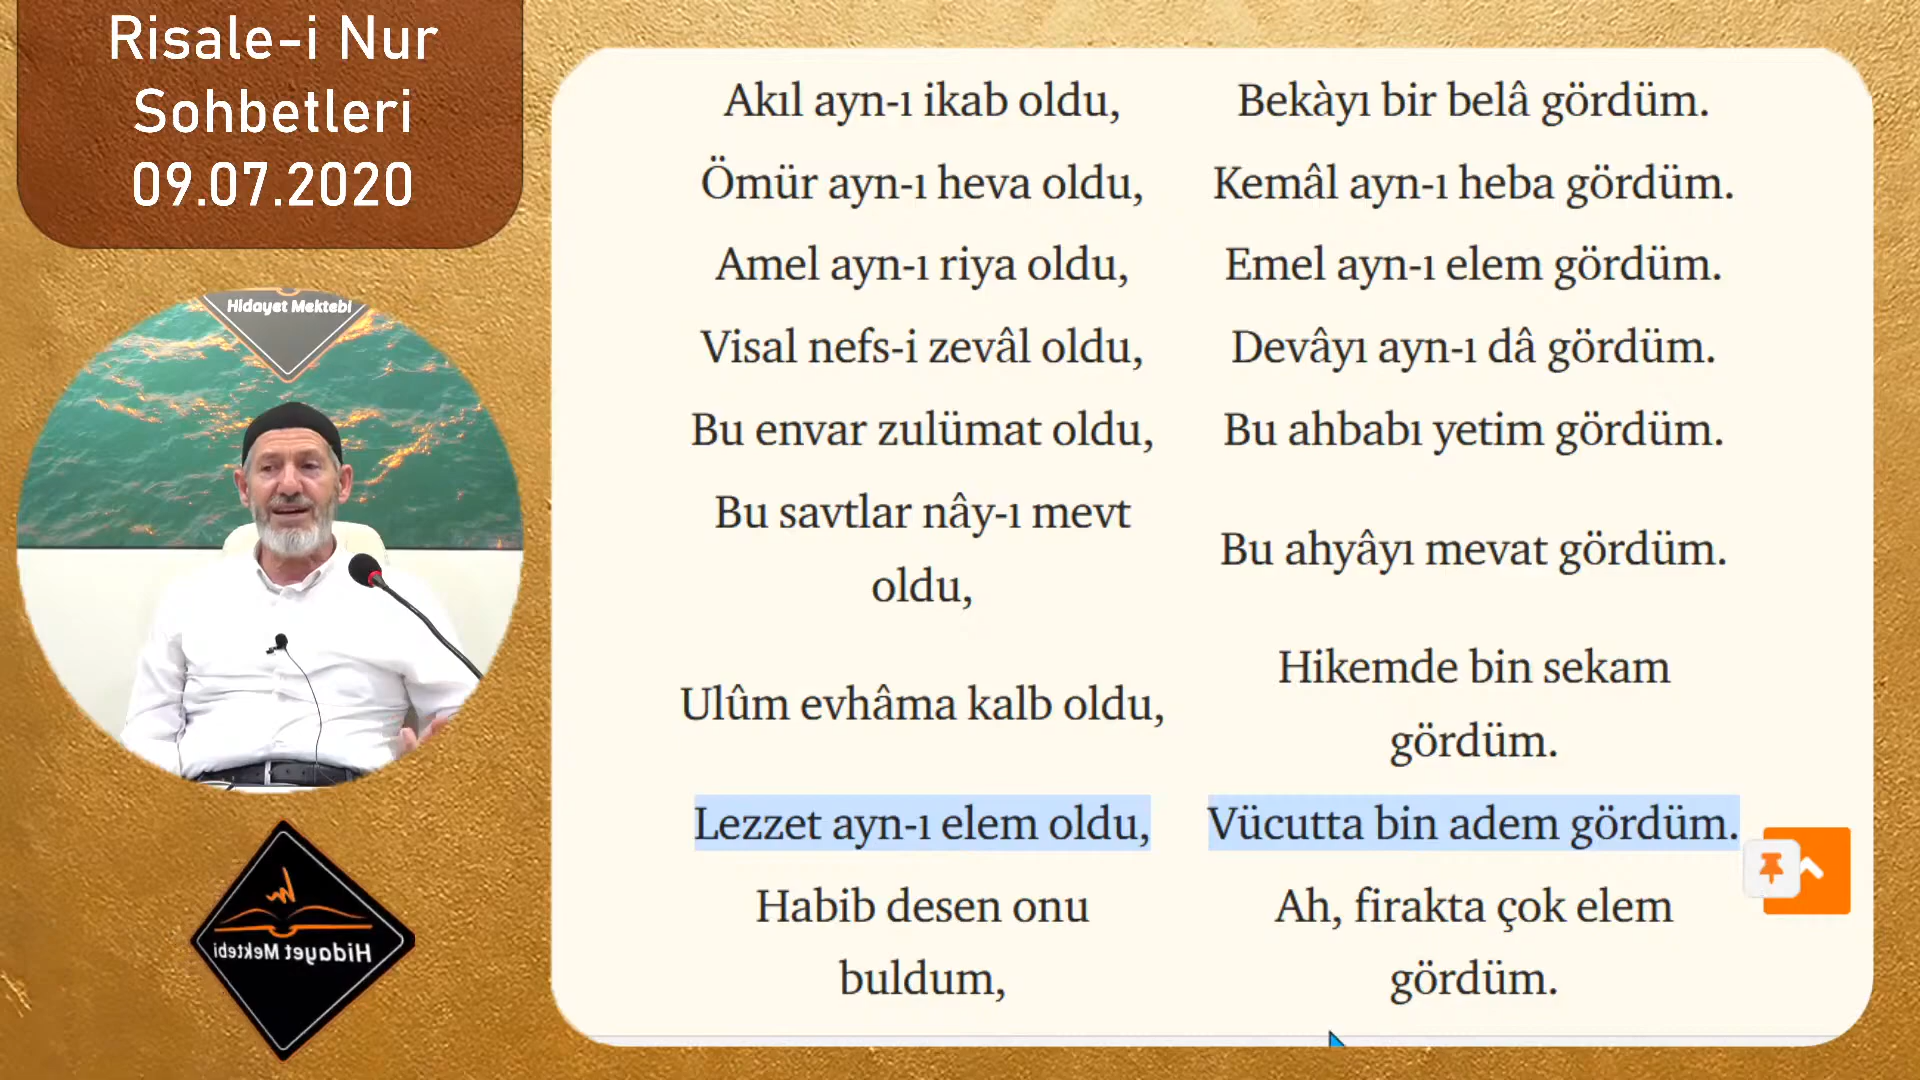 Risale-i Nur
Sohbetleri
09.07.2020
Hidayet Mektebi
Hidayet Mektebi
Akıl ayn-ı ikab oldu, Bekàyı bir belâ gördüm.
Ömür ayn-ı heva oldu, Kemâl ayn-ı heba gördüm.
Amel ayn-ı riya oldu, Emel ayn-ı elem gördüm.
Visal nefs-i zevâl oldu, Devâyı ayn-ı dâ gördüm.
Bu envar zulümat oldu, Bu ahbabı yetim gördüm.
Bu savtlar nây-ı mevt
oldu,
Bu ahyâyı mevat gördüm.
Ulûm evhâma kalb oldu,
Hikemde bin sekam
gördüm.
Lezzet ayn-ı elem oldu, Vücutta bin adem gördüm.
Habib desen onu
buldum,
Ah, firakta çok elem
gördüm.